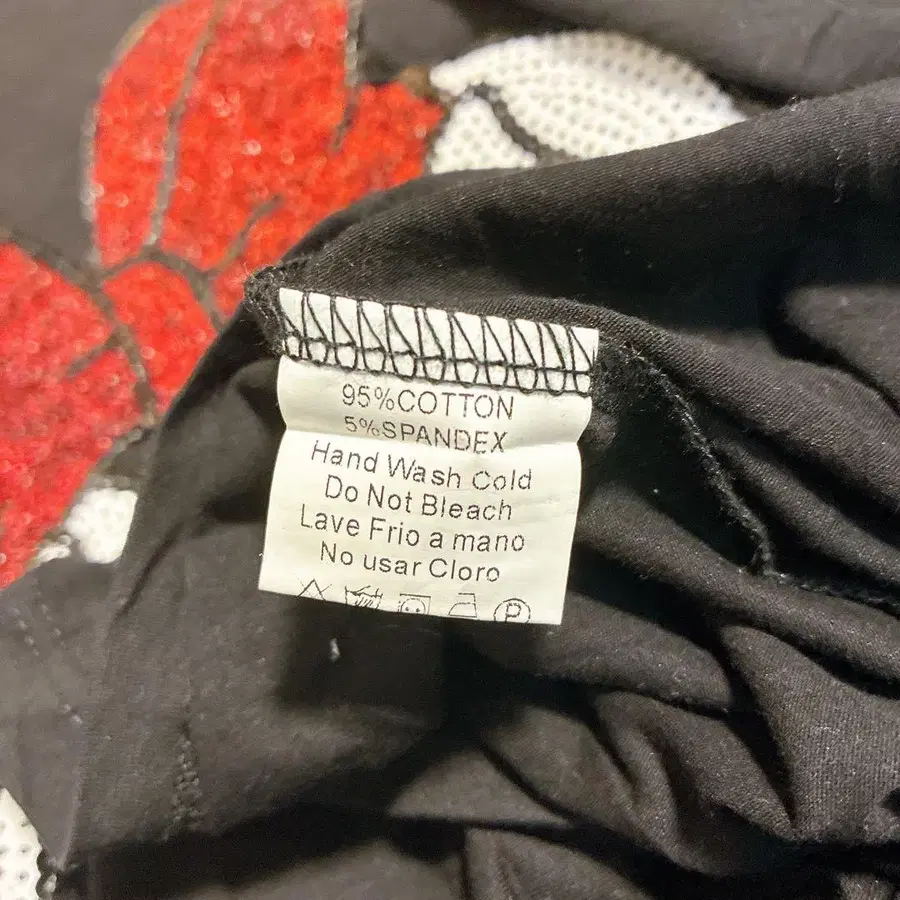 95%COTTON
5%SPANDEX
Hand Wash Cold
Do Not Bleach
Lave Frio a mano
No usar Cloro
P